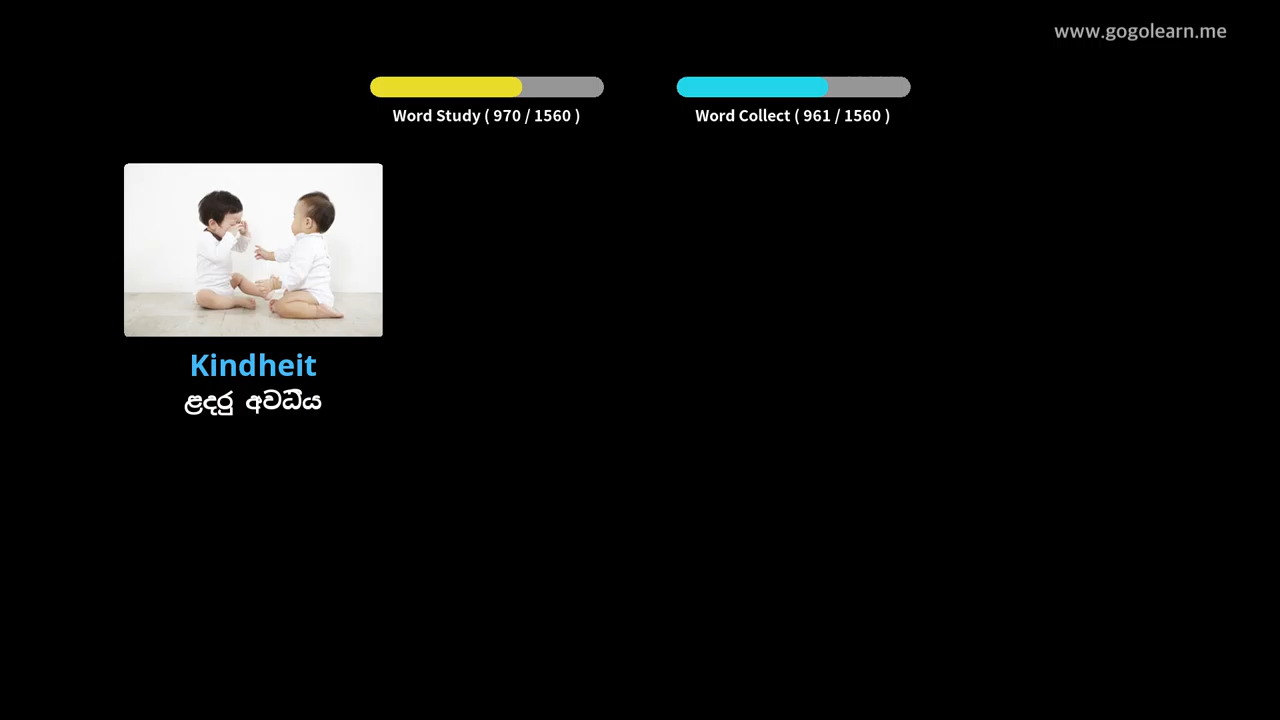 www.gogolearn.me
Word Study ( 970 / 1560 )
Word Collect ( 961 / 1560 )
Kindheit
ළදරු අවධිය